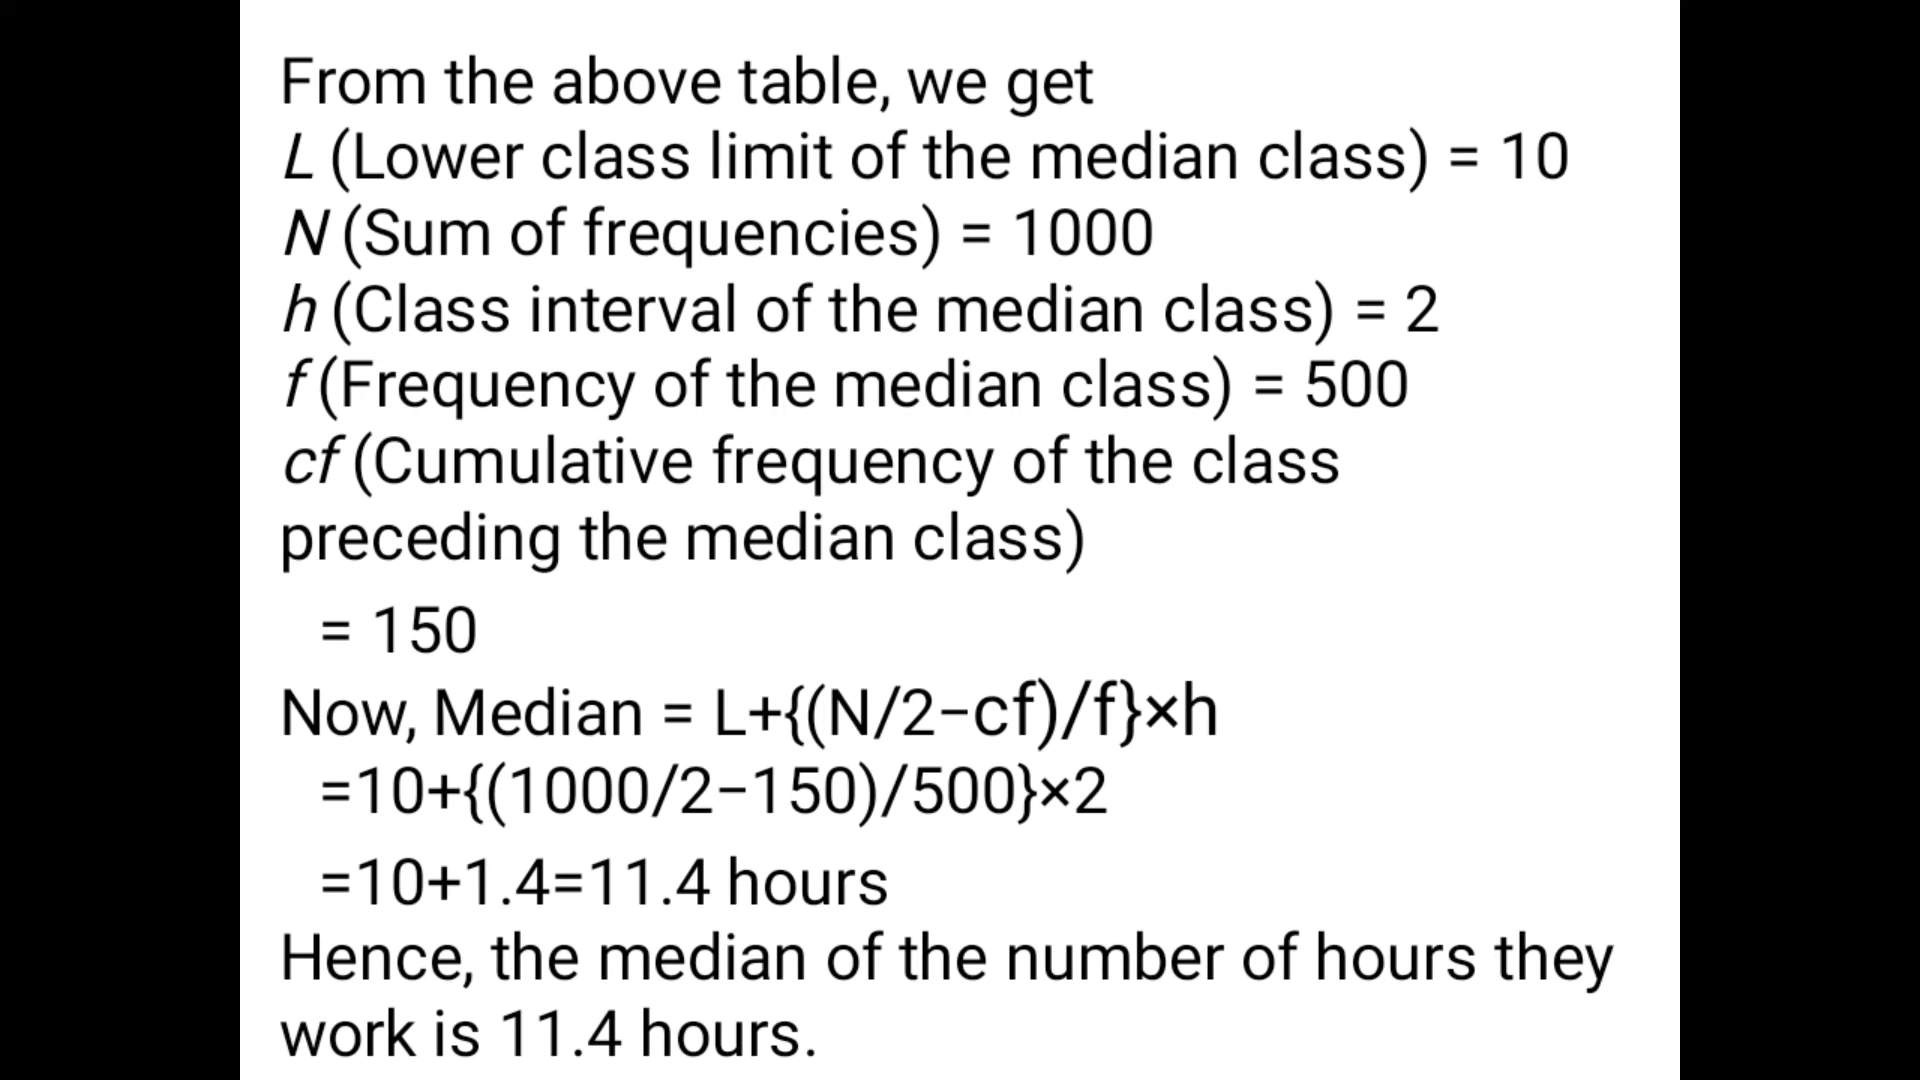 From the above table, we get
L (Lower class limit of the median class) = 10
N (Sum of frequencies) = 1000
h (Class interval of the median class) = 2
f (Frequency of the median class) = 500
cf (Cumulative frequency of the class
preceding the median class)
= 150
Now, Median = L+{(N/2−cf)/f}×h
=10+{(1000/2−150)/500}×2
=10+1.4=11.4 hours
Hence, the median of the number of hours they
work is 11.4 hours.